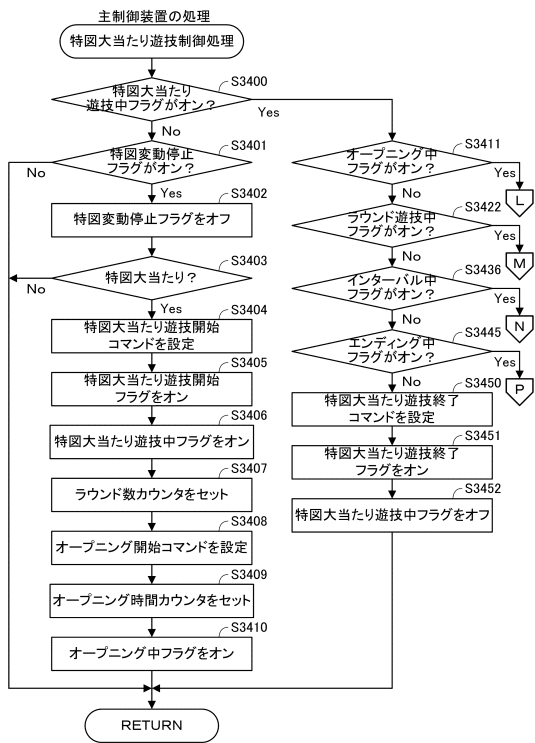 主制御装置の処理
特図大当たり遊技制御処理
S3400
特図大当たり
遊技中フラグがオン？
Yes
No
S3401
特図変動停止
フラグがオン？
No
Yes
S3402
特図変動停止フラグをオフ
S3403
特図大当たり？
No
Yes
S3404
特図大当たり遊技開始
コマンドを設定
S3405
特図大当たり遊技開始
フラグをオン
S3406
特図大当たり遊技中フラグをオン
S3407
ラウンド数カウンタをセット
S3408
オープニング開始コマンドを設定
S3409
オープニング時間カウンタをセット
S3410
オープニング中フラグをオン
RETURN
S3411
オープニング中
フラグがオン？
Yes
No
L
S3422
ラウンド遊技中
フラグがオン？
Yes
No
M
S3436
インターバル中
フラグがオン？
Yes
No
N
S3445
エンディング中
フラグがオン？
Yes
No
P
S3450
特図大当たり遊技終了
コマンドを設定
S3451
特図大当たり遊技終了
フラグをオン
S3452
特図大当たり遊技中フラグをオフ